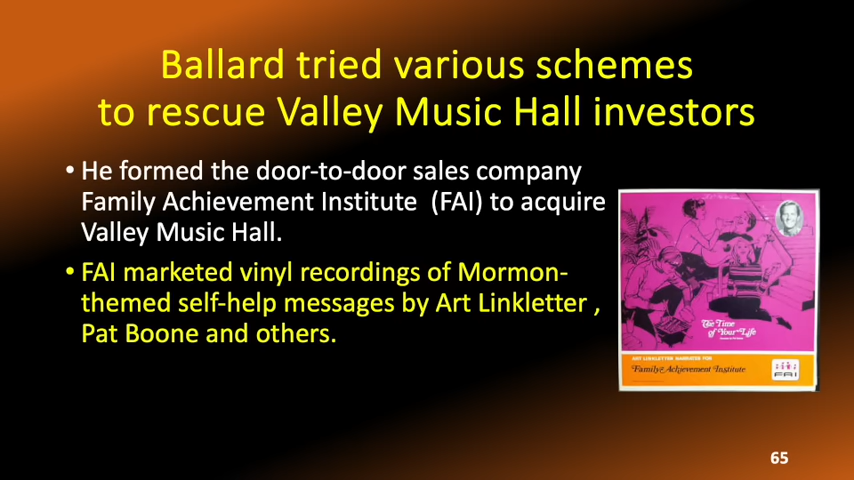 Ballard tried various schemes
to rescue Valley Music Hall investors
• He formed the door-to-door sales company
Family Achievement Institute (FAI) to acquire
Valley Music Hall.
• FAI marketed vinyl recordings of Mormon-
themed self-help messages by Art Linkletter ,
Pat Boone and others.
The Time
of Your Life
ART LINKLETTER NARRATES FOR
Family Achievement Institute
FAI
65